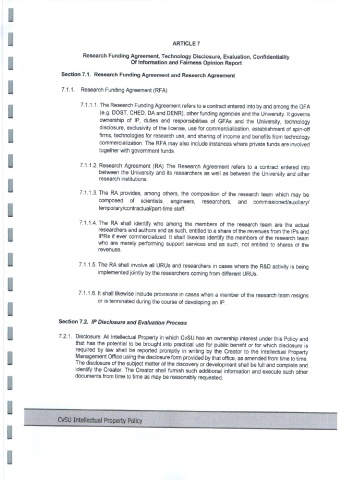 ARTICLE 7
Research Funding Agreement, Technology Disclosure, Evaluation, Confidentiality
Of Information and Fairness Opinion Report
Section 7.1. Research Funding Agreement and Research Agreement
7.1.1. Research Funding Agreement (RFA)
7.1.1.1. The Research Funding Agreement refers to a contract entered into by and among the GFA
(e.g. DOST, CHED, DA and DENR), other funding agencies and the University. It governs
ownership of IP, duties and responsibilities of GFAs and the University, technology
disclosure, exclusivity of the license, use for commercialization, establishment of spin-off
firms, technologies for research use, and sharing of income and benefits from technology
commercialization. The RFA may also include instances where private funds are involved
together with government funds.
7.1.1.2. Research Agreement (RA) The Research Agreement refers to a contract entered into
between the University and its researchers as well as between the University and other
research institutions.
7.1.1.3. The RA provides, among others, the composition of the research team which may be
composed of scientists, engineers, researchers, and commissioned/auxiliary/
temporary/contractual/part-time staff.
7.1.1.4. The RA shall identify who among the members of the research team are the actual
researchers and authors and as such, entitled to a share of the revenues from the IPs and
IPRs if ever commercialized. It shall likewise identify the members of the research team
who are merely performing support services and as such, not entitled to shares of the
revenues.
7.1.1.5. The RA shall involve all URUs and researchers in cases where the R&D activity is being
implemented jointly by the researchers coming from different URUs.
7.1.1.6. It shall likewise include provisions in cases when a member of the research team resigns
or is terminated during the course of developing an IP.
Section 7.2. IP Disclosure and Evaluation Process
7.2.1. Disclosure. All Intellectual Property in which CvSU has an ownership interest under this Policy and
that has the potential to be brought into practical use for public benefit or for which disclosure is
required by law shall be reported promptly in writing by the Creator to the Intellectual Property
Management Office using the disclosure form provided by that office, as amended from time to time.
The disclosure of the subject matter of the discovery or development shall be full and complete and
identify the Creator. The Creator shall furnish such additional information and execute such other
documents from time to time as may be reasonably requested.
CvSU Intellectual Property Policy